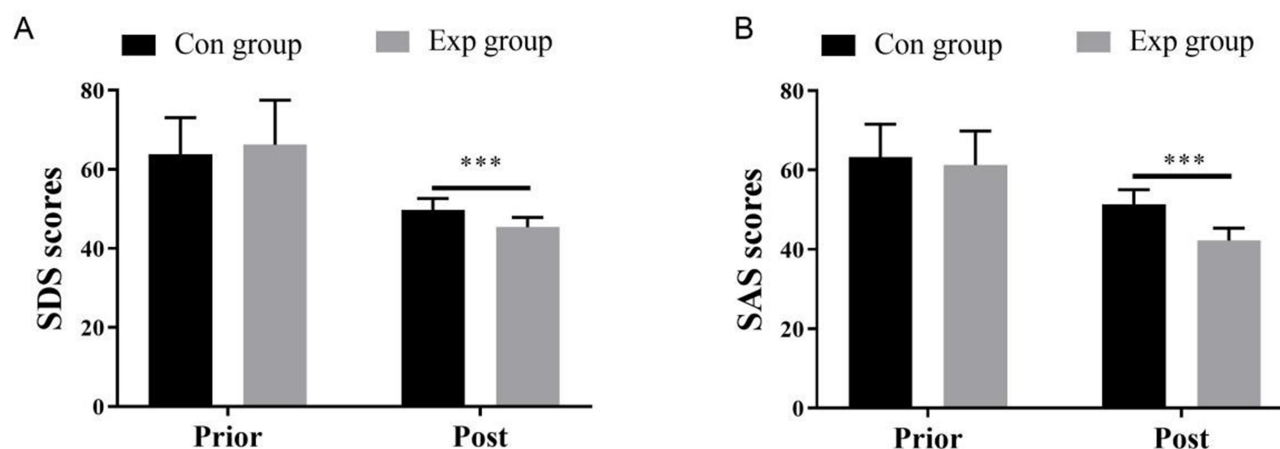 A
Con group
Exp group
SDS scores
80
60
40
20
0
***
Prior
Post
B
Con group
Exp group
SAS scores
80
60
40
20
0
***
Prior
Post